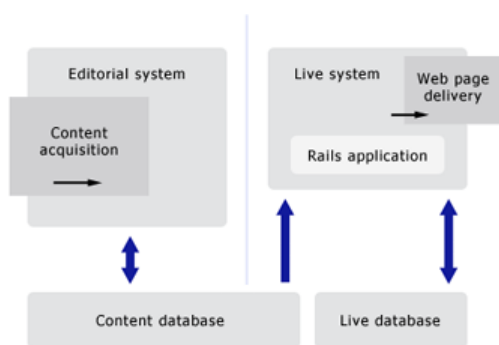 Editorial system
Content
acquisition
Live system
Web page
delivery
Rails application
Content database
Live database